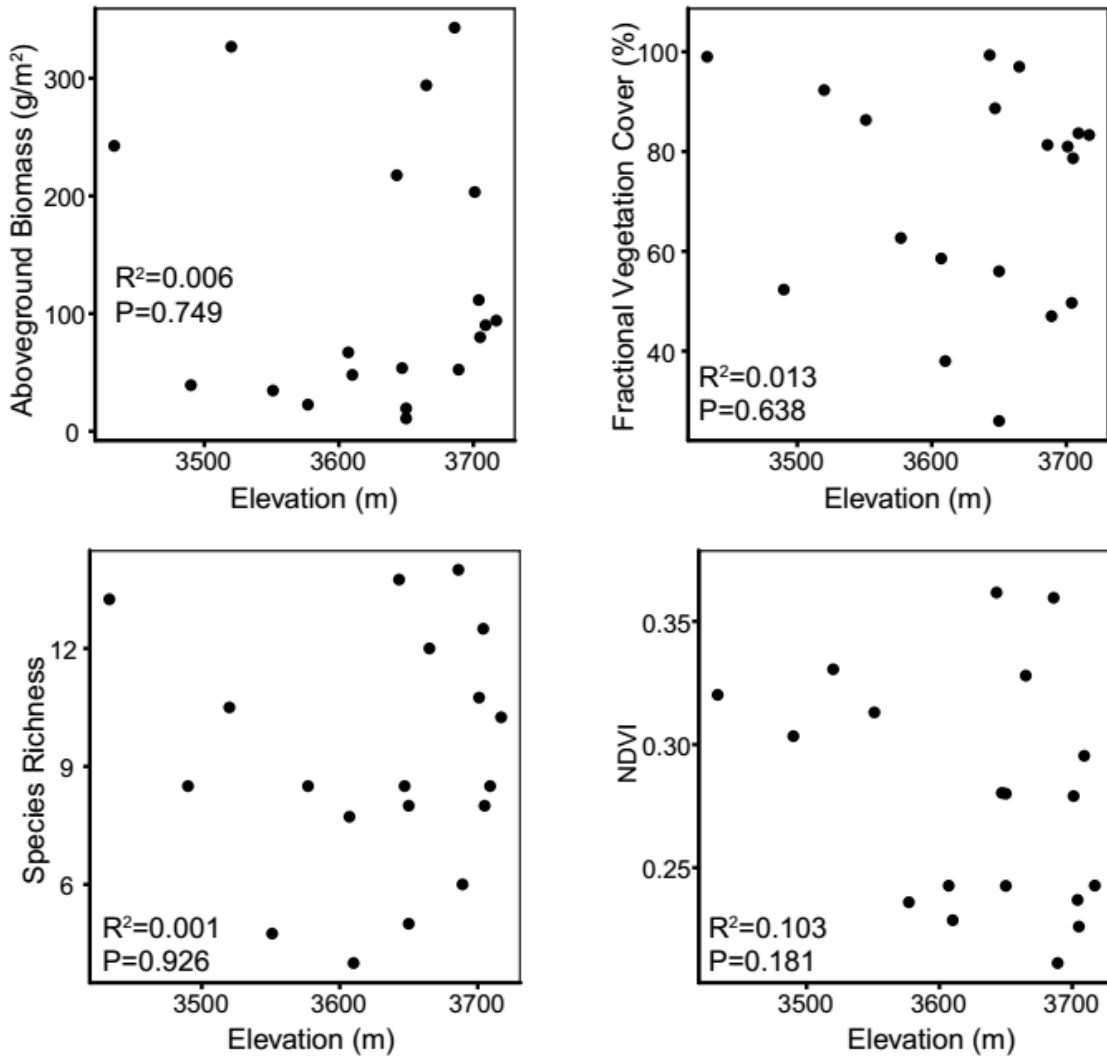 Aboveground Biomass (g/m²)
300
200
100
0
R²=0.006
P=0.749
3500 3600 3700
Elevation (m)
Fractional Vegetation Cover (%)
100
80
60
40
R²=0.013
P=0.638
3500 3600 3700
Elevation (m)
Species Richness
12
9
6
R²=0.001
P=0.926
3500 3600 3700
Elevation (m)
NDVI
0.35
0.30
0.25
R²=0.103
P=0.181
3500 3600 3700
Elevation (m)